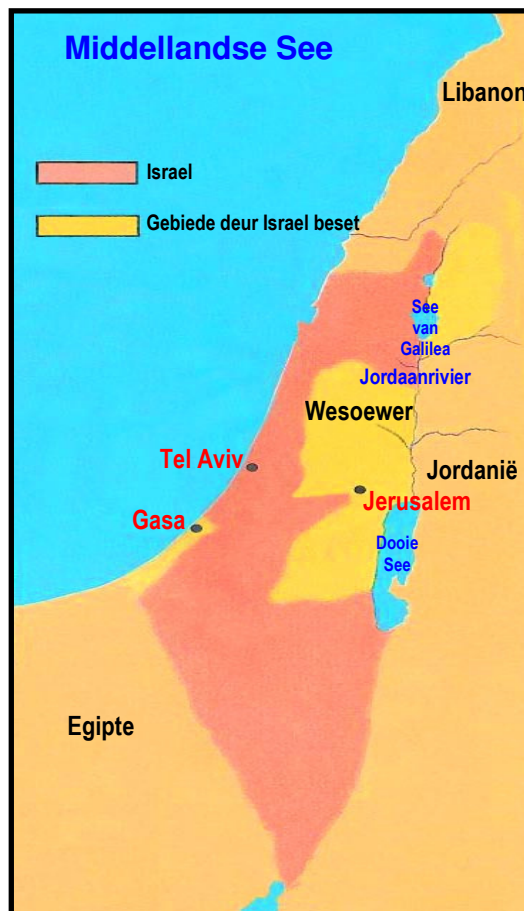 Middellandse See
Libanon
Israel
Gebiede deur Israel beset
See
van
Galilea
Jordaanrivier
Wesoewer
Tel Aviv
Jordanië
Jerusalem
Gasa
Dooie
See
Egipte